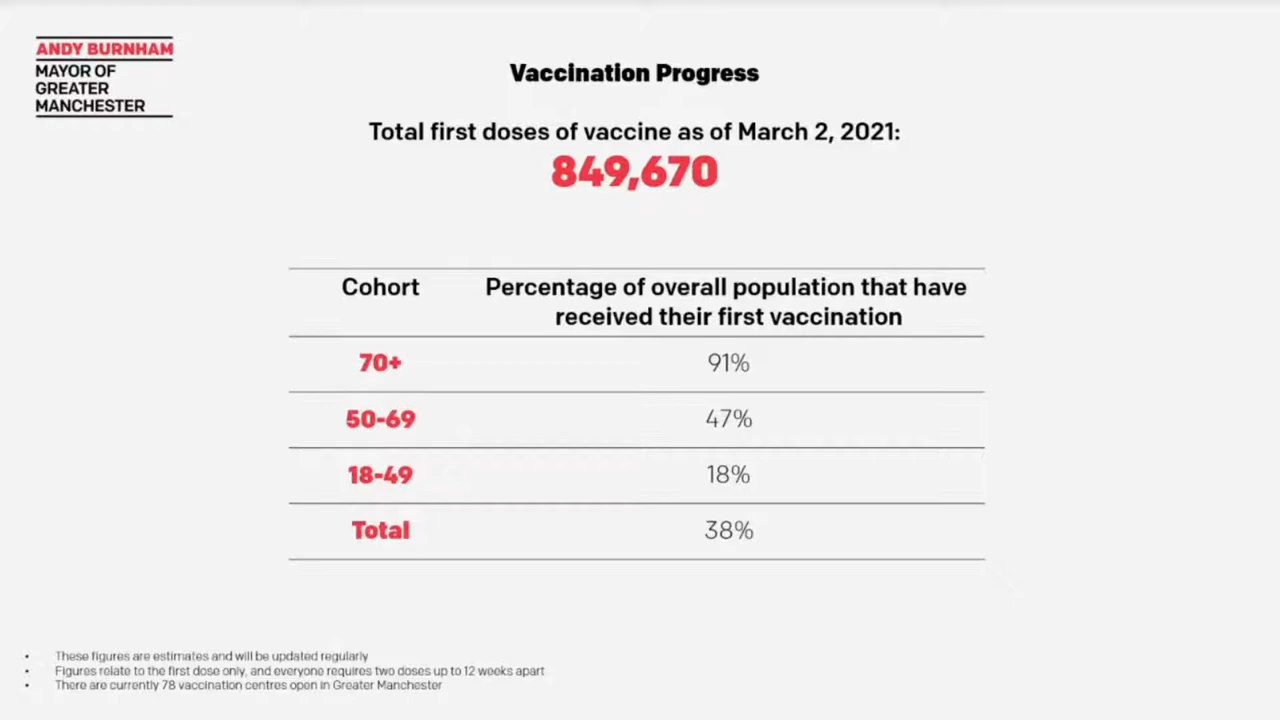 ANDY BURNHAM
MAYOR OF
GREATER
MANCHESTER
Vaccination Progress
Total first doses of vaccine as of March 2, 2021:
849,670
Cohort
Percentage of overall population that have
received their first vaccination
70+ 91%
50-69 47%
18-49 18%
Total 38%
• These figures are estimates and will be updated regularly
• Figures relate to the first dose only, and everyone requires two doses up to 12 weeks apart
• There are currently 78 vaccination centres open in Greater Manchester